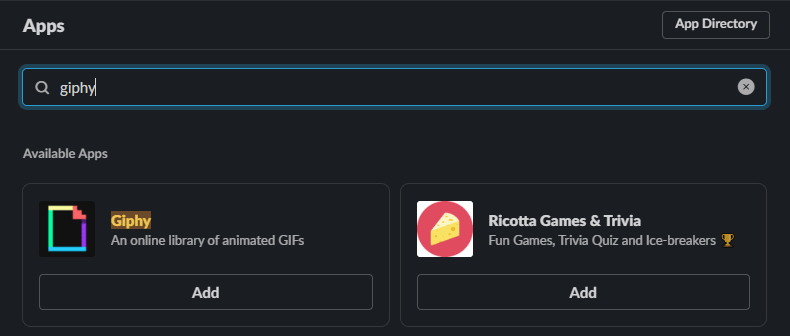 Apps
App Directory
giphy
Available Apps
Giphy
An online library of animated GIFs
Add
Ricotta Games & Trivia
Fun Games, Trivia Quiz and Ice-breakers 🏆
Add